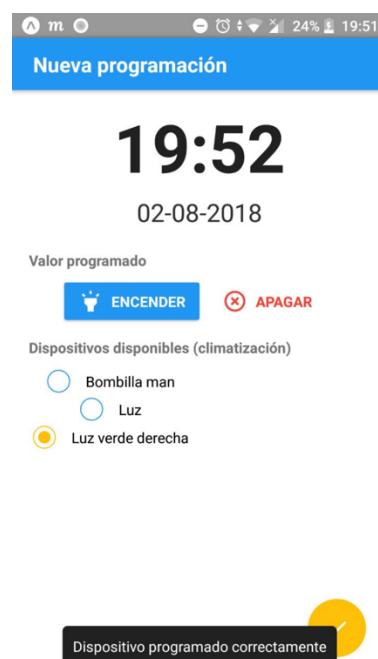 m 24% 19:51
Nueva programación
19:52
02-08-2018
Valor programado
ENCENDER APAGAR
Dispositivos disponibles (climatización)
Bombilla man
Luz
Luz verde derecha
Dispositivo programado correctamente